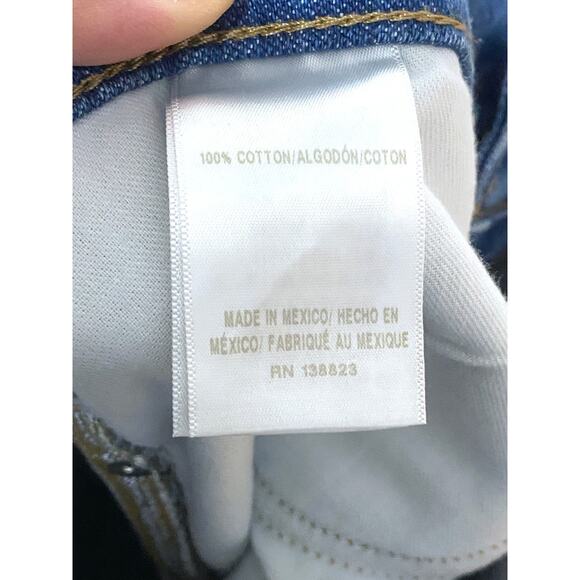 100% COTTON/ALGODÓN/COTON
MADE IN MEXICO/ HECHO EN
MÉXICO/ FABRIQUÉ AU MEXIQUE
RN 138823